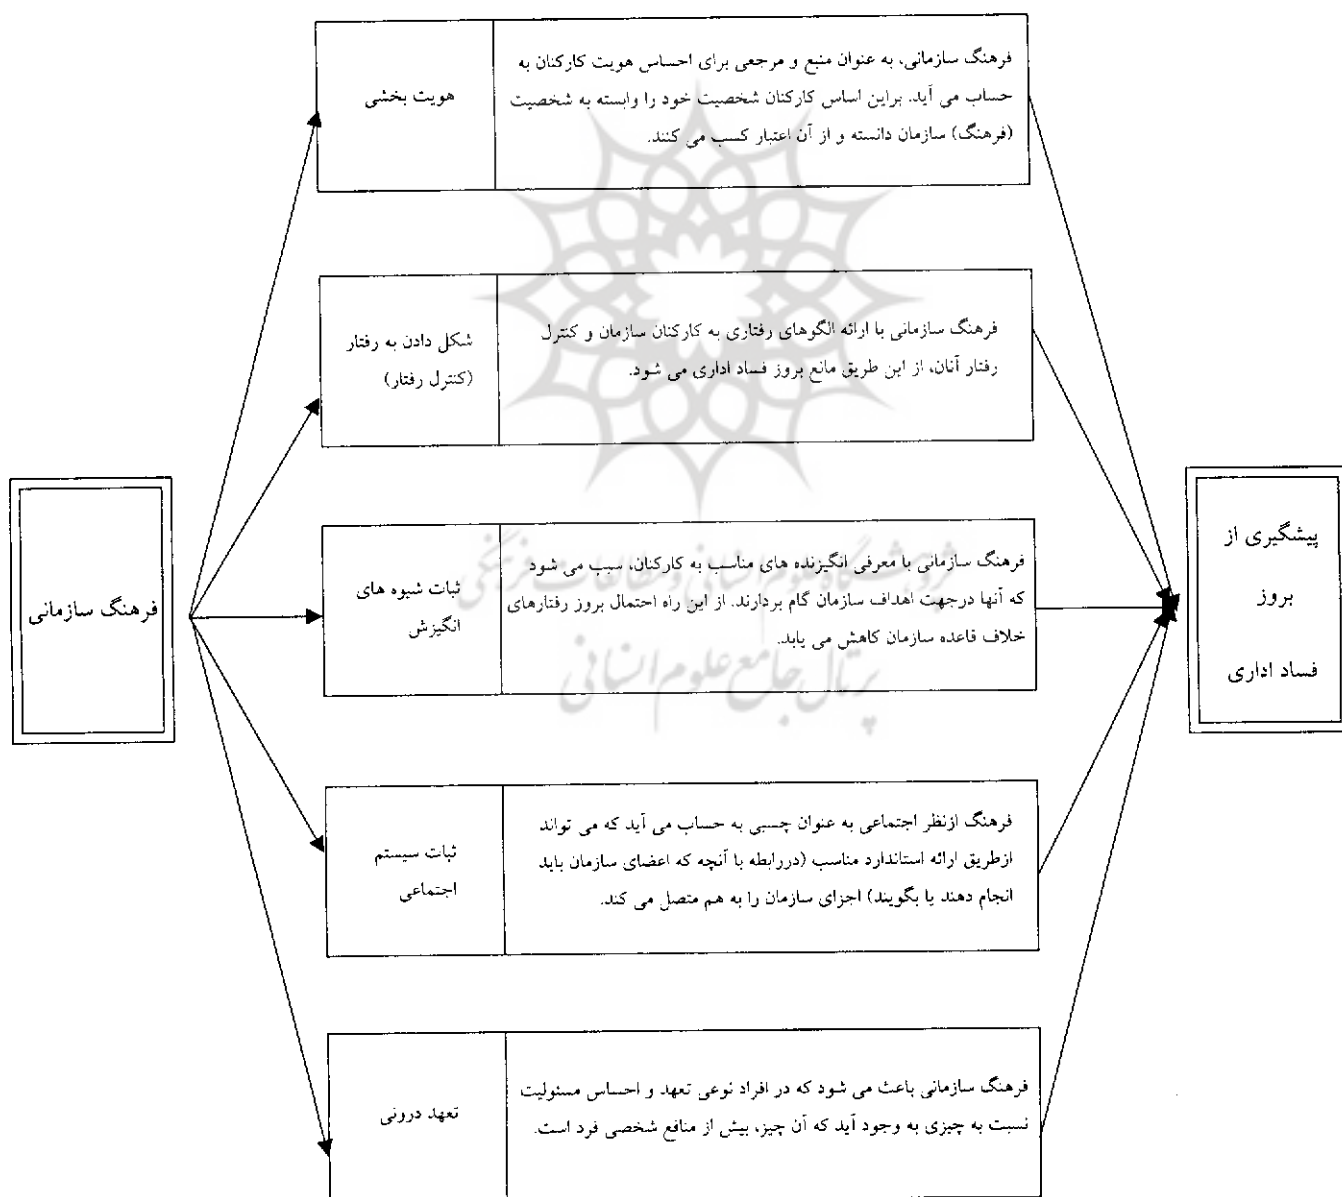 هویت بخشی
فرهنگ سازمانی، به عنوان منبع و مرجعی برای احساس هویت کارکنان به
حساب می آید. براین اساس کارکنان شخصیت خود را وابسته به شخصیت
(فرهنگ) سازمان دانسته و از آن اعتبار کسب می کنند.
شکل دادن به رفتار
(کنترل رفتار)
فرهنگ سازمانی با ارائه الگوهای رفتاری به کارکنان سازمان و کنترل
رفتار آنان، از این طریق مانع بروز فساد اداری می شود.
فرهنگ سازمانی
ثبات شیوه های
انگیزش
فرهنگ سازمانی با معرفی انگیزنده های مناسب به کارکنان، سبب می شود
که آنها درجهت اهداف سازمان گام بردارند. از این راه احتمال بروز رفتارهای
خلاف قاعده سازمان کاهش می یابد.
پیشگیری از
بروز
فساد اداری
ثبات سیستم
اجتماعی
فرهنگ ازنظر اجتماعی به عنوان چسبی به حساب می آید که می تواند
ازطریق ارائه استاندارد مناسب (دررابطه با آنچه که اعضای سازمان باید
انجام دهند یا بگویند) اجزای سازمان را به هم متصل می کند.
تعهد درونی
فرهنگ سازمانی باعث می شود که در افراد نوعی تعهد و احساس مسئولیت
نسبت به چیزی به وجود آید که آن چیز، بیش از منافع شخصی فرد است.
پژوهشگاه علوم انسانی و مطالعات فرهنگی
پرتال جامع علوم انسانی